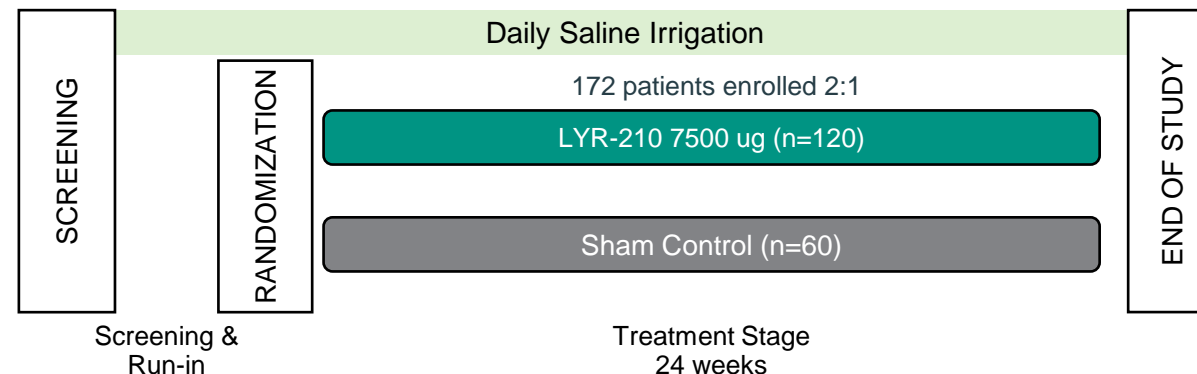 Daily Saline Irrigation
SCREENING
RANDOMIZATION
172 patients enrolled 2:1
LYR-210 7500 ug (n=120)
Sham Control (n=60)
END OF STUDY
Screening &
Run-in
Treatment Stage
24 weeks